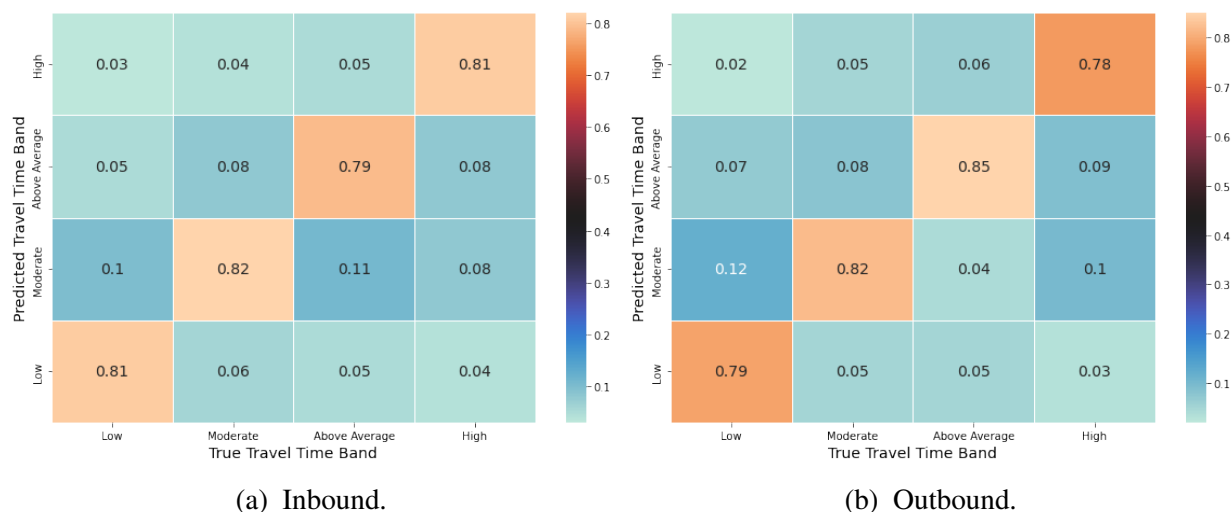 High
0.03 0.04 0.05 0.81
Above Average
0.05 0.08 0.79 0.08
Moderate
0.1 0.82 0.11 0.08
Low
0.81 0.06 0.05 0.04
Predicted Travel Time Band
Low Moderate Above Average High
True Travel Time Band
0.8
0.7
0.6
0.5
0.4
0.3
0.2
0.1
(a) Inbound.
High
0.02 0.05 0.06 0.78
Above Average
0.07 0.08 0.85 0.09
Moderate
0.12 0.82 0.04 0.1
Low
0.79 0.05 0.05 0.03
Predicted Travel Time Band
Low Moderate Above Average High
True Travel Time Band
0.8
0.7
0.6
0.5
0.4
0.3
0.2
0.1
(b) Outbound.